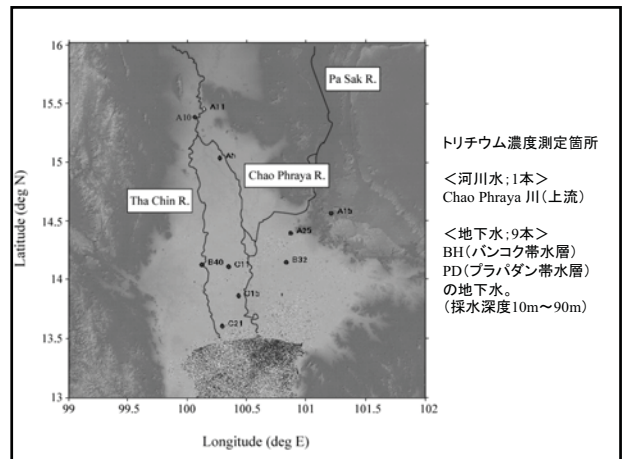 16
15.5
15
14.5
14
13.5
13
99
99.5
100
100.5
101
101.5
102
Latitude (deg N)
Longitude (deg E)
Pa Sak R.
Chao Phraya R.
Tha Chin R.
A11
A10
A15
A25
B32
B40
トリチウム濃度測定箇所
<河川水;1本>
Chao Phraya 川(上流)
<地下水;9本>
BH(バンコク帯水層)
PD(プラパダン帯水層)
の地下水。
(採水深度10m~90m)